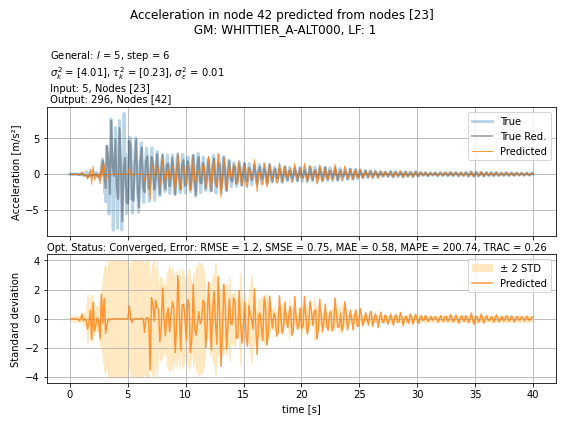 Acceleration in node 42 predicted from nodes [23]
GM: WHITTIER_A-ALT000, LF: 1
General: l = 5, step = 6
σ²ₖ = [4.01], τ²ₖ = [0.23], σ²ε = 0.01
Input: 5, Nodes [23]
Output: 296, Nodes [42]
True
True Red.
Predicted
Acceleration [m/s²]
5
0
−5
Opt. Status: Converged, Error: RMSE = 1.2, SMSE = 0.75, MAE = 0.58, MAPE = 200.74, TRAC = 0.26
± 2 STD
Predicted
Standard deviation
4
2
0
−2
−4
0 5 10 15 20 25 30 35 40
time [s]